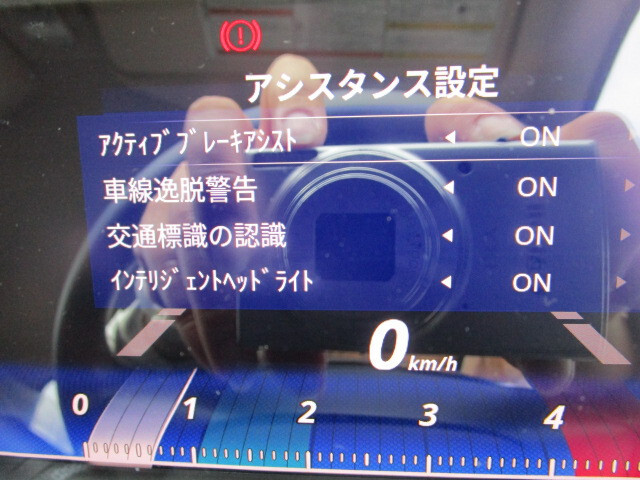 アシスタンス設定
ｱｸﾃｨﾌﾞﾌﾞﾚｰｷｱｼｽﾄ ON
車線逸脱警告 ON
交通標識の認識 ON
ｲﾝﾃﾘｼﾞｪﾝﾄﾍｯﾄﾞﾗｲﾄ ON
0 km/h
0 1 2 3 4